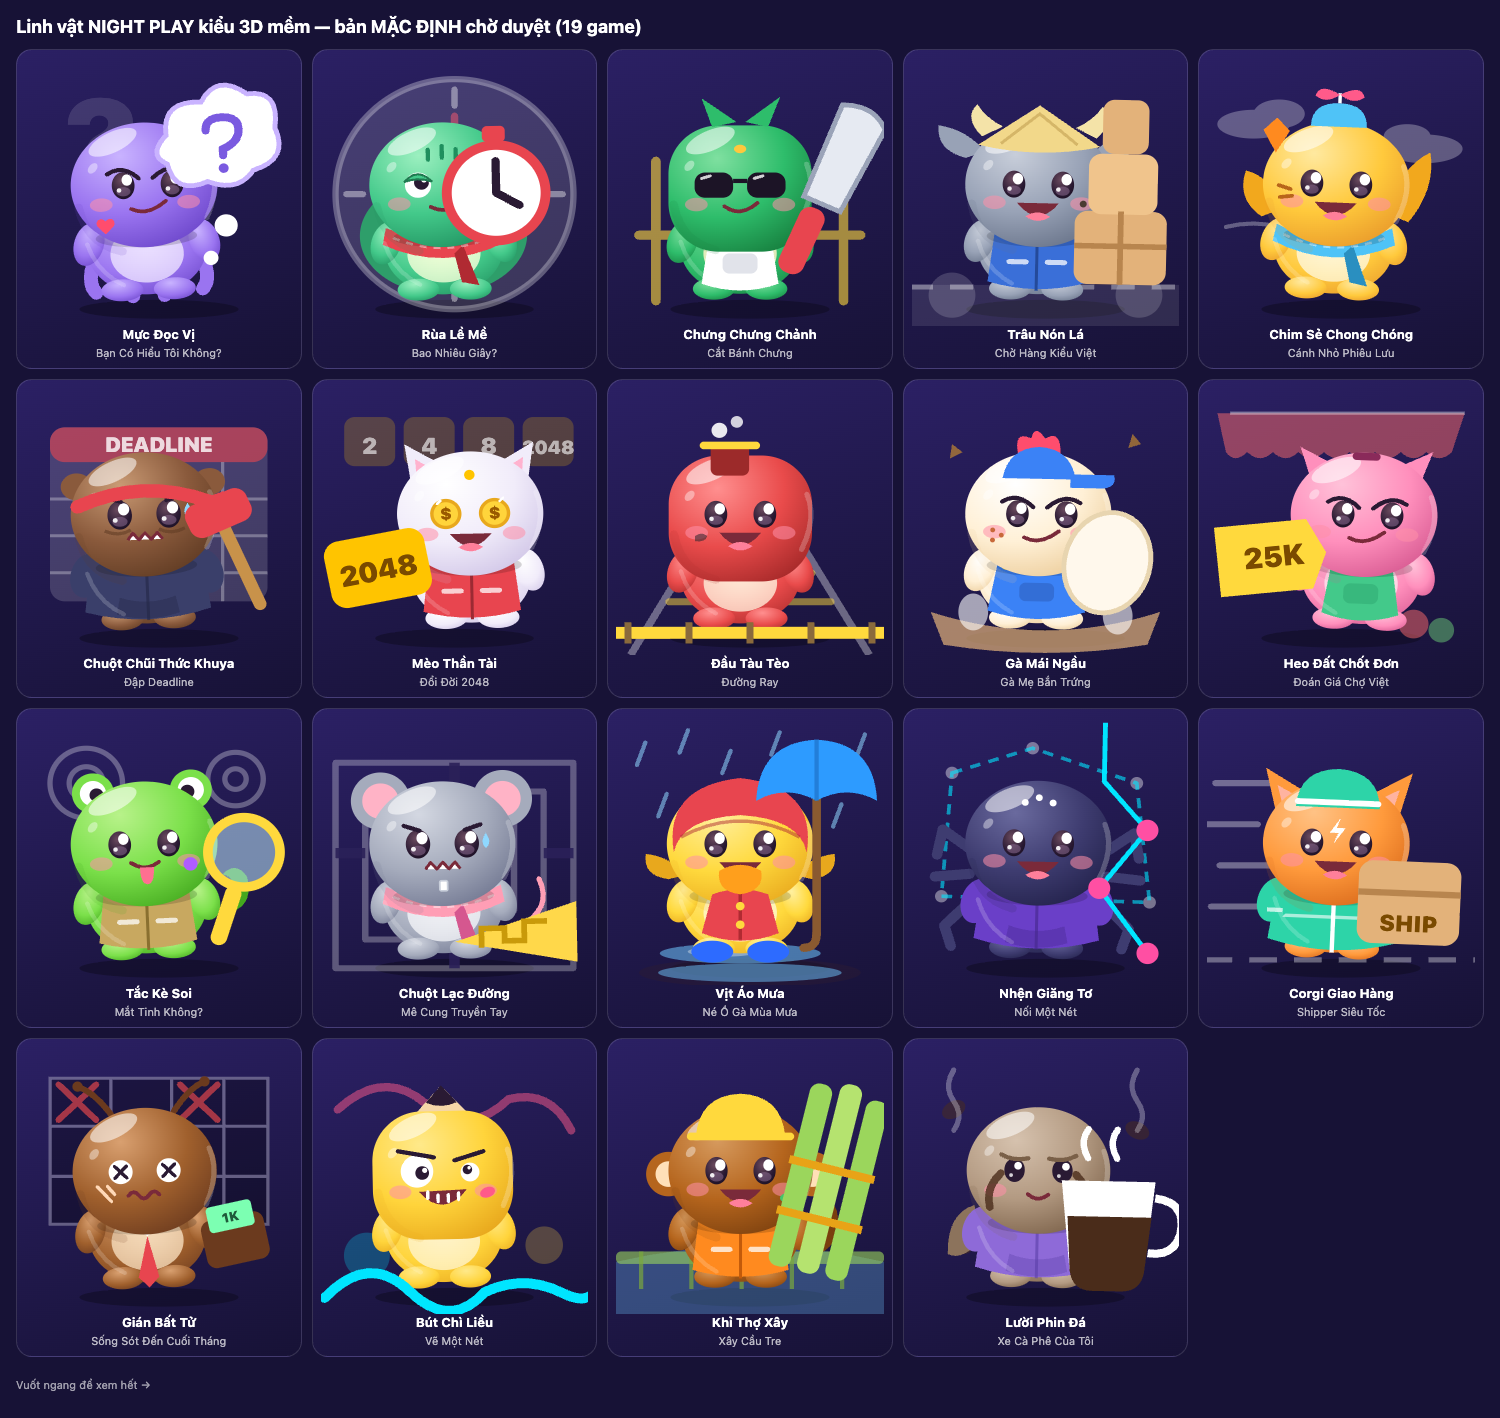 Linh vật NIGHT PLAY kiểu 3D mềm — bản MẶC ĐỊNH chờ duyệt (19 game)
?
?
Mực Đọc Vị
Bạn Có Hiểu Tôi Không?
Rùa Lề Mề
Bao Nhiêu Giây?
Chưng Chưng Chảnh
Cắt Bánh Chưng
Trâu Nón Lá
Chở Hàng Kiểu Việt
Chim Sẻ Chong Chóng
Cánh Nhỏ Phiêu Lưu
DEADLINE
Chuột Chũi Thức Khuya
Đập Deadline
2 4 8 2048
$ $
2048
Mèo Thần Tài
Đổi Đời 2048
Đầu Tàu Tèo
Đường Ray
Gà Mái Ngầu
Gà Mẹ Bắn Trứng
25K
Heo Đất Chốt Đơn
Đoán Giá Chợ Việt
Tắc Kè Soi
Mắt Tinh Không?
Chuột Lạc Đường
Mê Cung Truyền Tay
Vịt Áo Mưa
Né Ổ Gà Mùa Mưa
Nhện Giăng Tơ
Nối Một Nét
SHIP
Corgi Giao Hàng
Shipper Siêu Tốc
1K
Gián Bất Tử
Sống Sót Đến Cuối Tháng
Bút Chì Liều
Vẽ Một Nét
Khỉ Thợ Xây
Xây Cầu Tre
Lười Phin Đá
Xe Cà Phê Của Tôi
Vuốt ngang để xem hết →